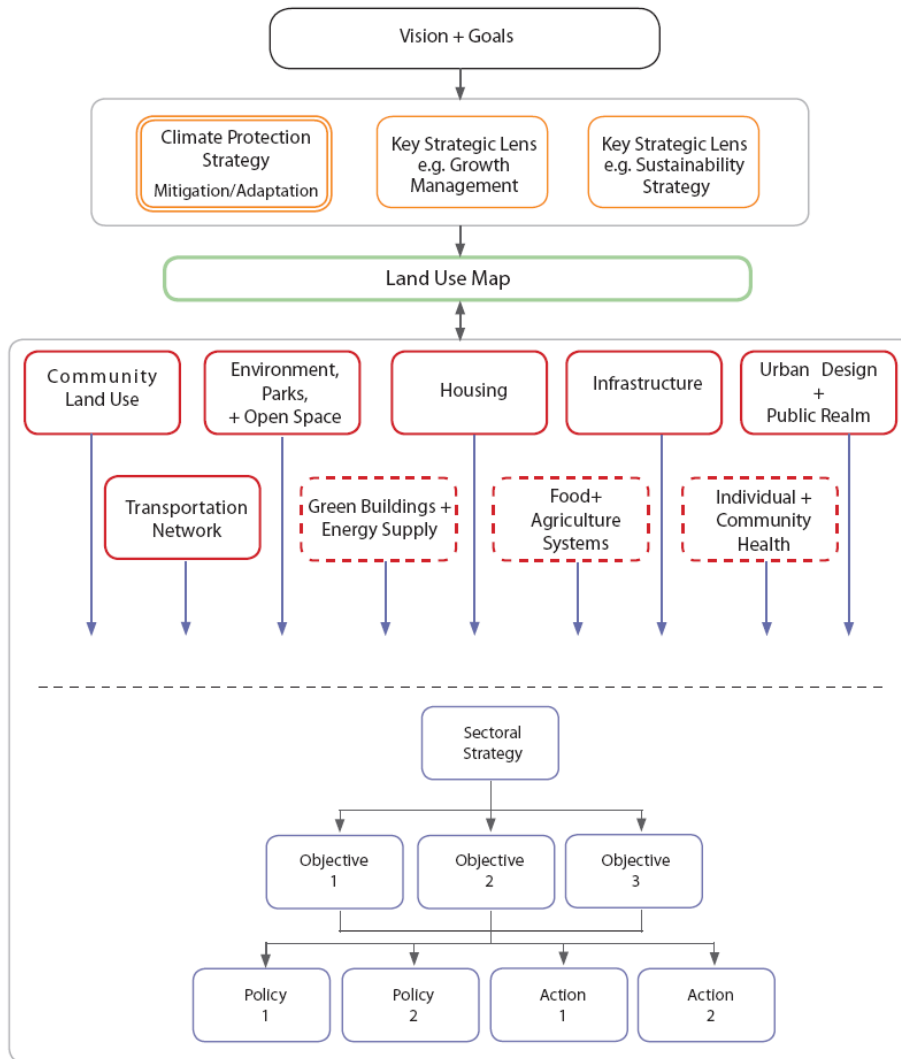 Vision + Goals
Climate Protection
Strategy
Mitigation/Adaptation
Key Strategic Lens
e.g. Growth
Management
Key Strategic Lens
e.g. Sustainability
Strategy
Land Use Map
Community
Land Use
Environment,
Parks,
+ Open Space
Housing
Infrastructure
Urban Design
+
Public Realm
Transportation
Network
Green Buildings +
Energy Supply
Food+
Agriculture
Systems
Individual +
Community
Health
Sectoral
Strategy
Objective
1
Objective
2
Objective
3
Policy
1
Policy
2
Action
1
Action
2